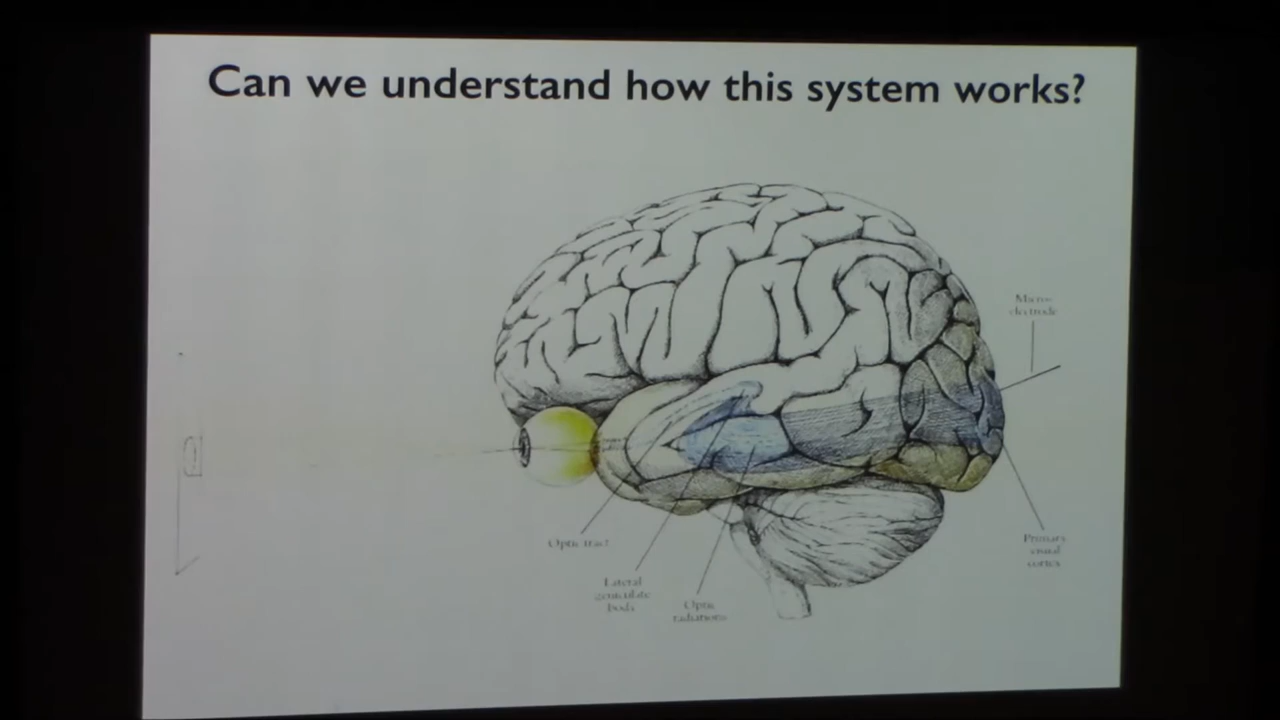 Can we understand how this system works?
Micro-
electrode
Optic tract
Lateral
geniculate
body
Optic
radiations
Primary
visual
cortex